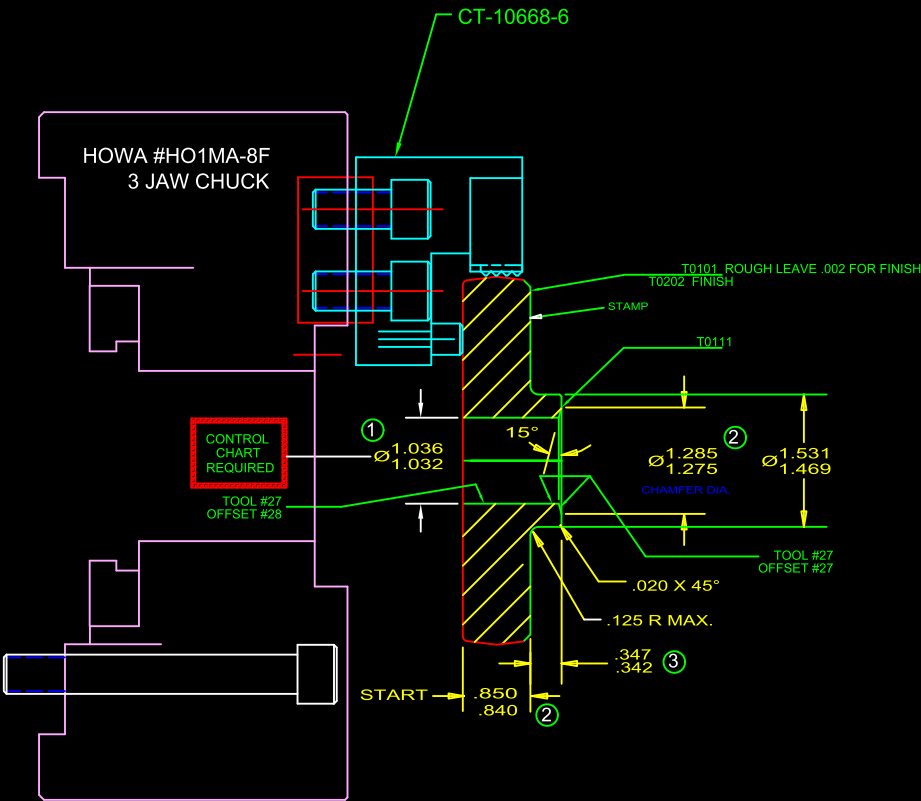 CT-10668-6
HOWA #HO1MA-8F
3 JAW CHUCK
T0101 ROUGH LEAVE .002 FOR FINISH
T0202 FINISH
STAMP
T0111
CONTROL
CHART
REQUIRED
1
Ø1.036
1.032
15°
Ø1.285
1.275
2
CHAMFER DIA.
Ø1.531
1.469
TOOL #27
OFFSET #28
TOOL #27
OFFSET #27
.020 X 45°
.125 R MAX.
.347
.342
3
START
.850
.840
2